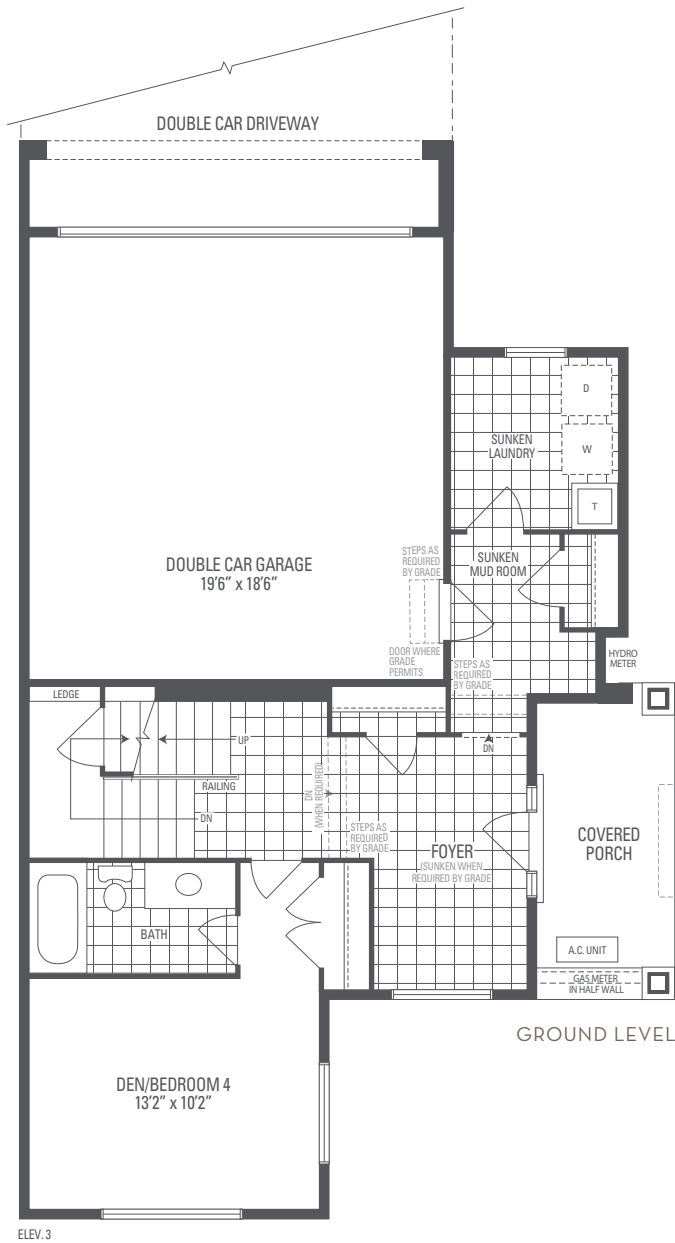 DOUBLE CAR DRIVEWAY
D
W
T
SUNKEN
LAUNDRY
SUNKEN
MUD ROOM
STEPS AS
REQUIRED
BY GRADE
DOUBLE CAR GARAGE
19'6" x 18'6"
DOOR WHERE
GRADE
PERMITS
HYDRO
METER
STEPS AS
REQUIRED
BY GRADE
LEDGE
UP
DN
RAILING
DN
(WHEN REQUIRED)
DN
STEPS AS
REQUIRED
BY GRADE
FOYER
(SUNKEN WHEN
REQUIRED BY GRADE)
COVERED
PORCH
BATH
A.C. UNIT
GAS METER
IN HALF WALL
GROUND LEVEL
DEN/BEDROOM 4
13'2" x 10'2"
ELEV. 3